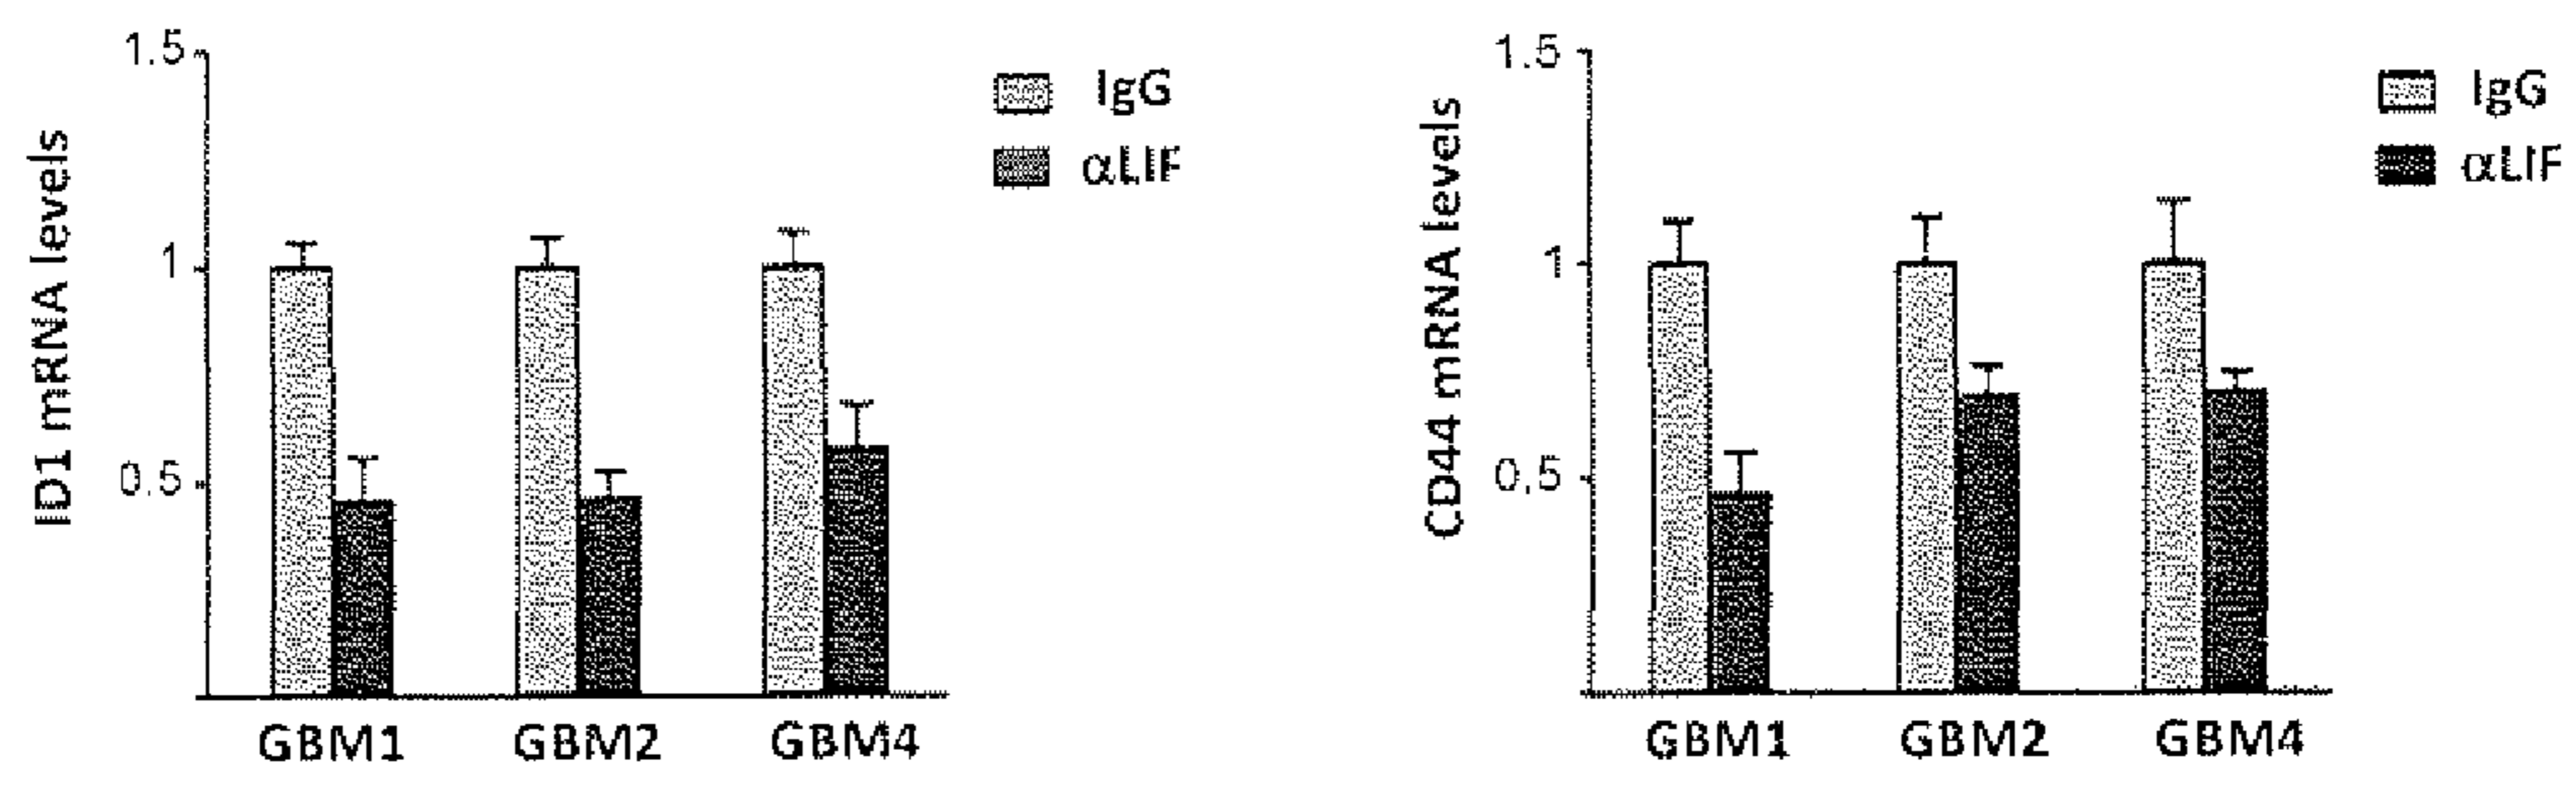 ID1 mRNA levels
1.5
1
0.5
IgG
αLIF
GBM1 GBM2 GBM4
CD44 mRNA levels
1.5
1
0.5
IgG
αLIF
GBM1 GBM2 GBM4